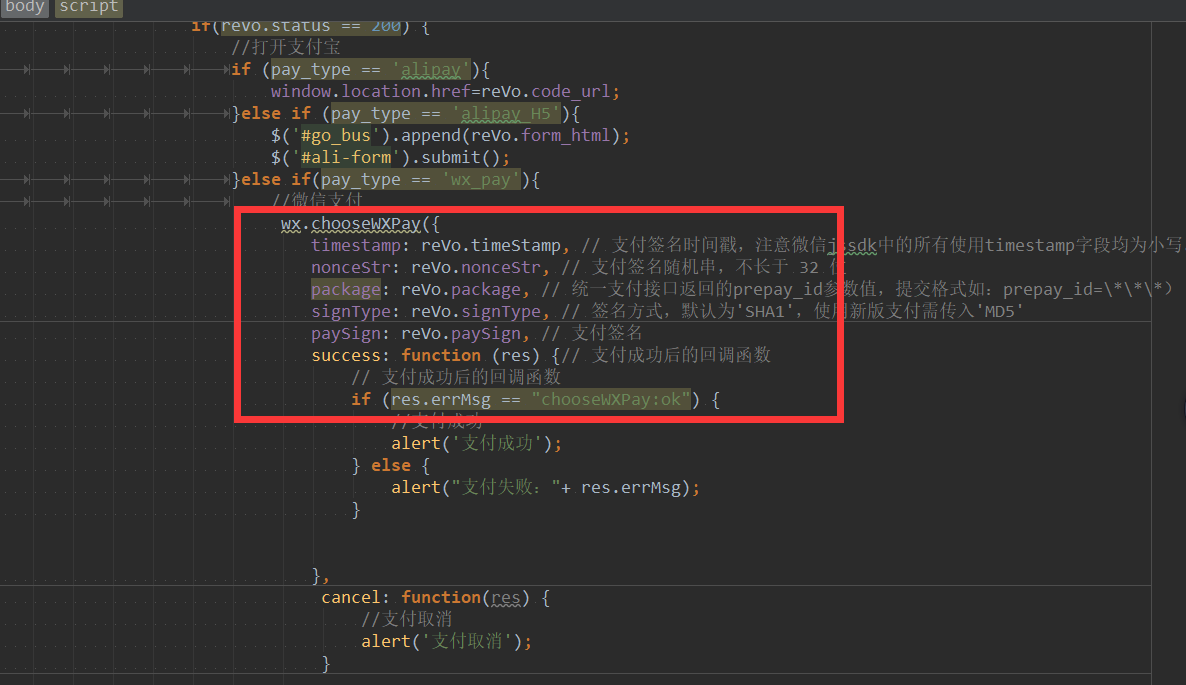 body script
if(reVo.status == 200) {
//打开支付宝
if (pay_type == 'alipay'){
window.location.href=reVo.code_url;
}else if (pay_type == 'alipay_H5'){
$('#go_bus').append(reVo.form_html);
$('#ali-form').submit();
}else if(pay_type == 'wx_pay'){
//微信支付
wx.chooseWXPay({
timestamp: reVo.timeStamp, // 支付签名时间戳，注意微信jssdk中的所有使用timestamp字段均为小写
nonceStr: reVo.nonceStr, // 支付签名随机串，不长于 32 位
package: reVo.package, // 统一支付接口返回的prepay_id参数值，提交格式如：prepay_id=\*\*\*）
signType: reVo.signType, // 签名方式，默认为'SHA1'，使用新版支付需传入'MD5'
paySign: reVo.paySign, // 支付签名
success: function (res) {// 支付成功后的回调函数
// 支付成功后的回调函数
if (res.errMsg == "chooseWXPay:ok") {
//支付成功
alert('支付成功');
} else {
alert("支付失败："+ res.errMsg);
}
},
cancel: function(res) {
//支付取消
alert('支付取消');
}